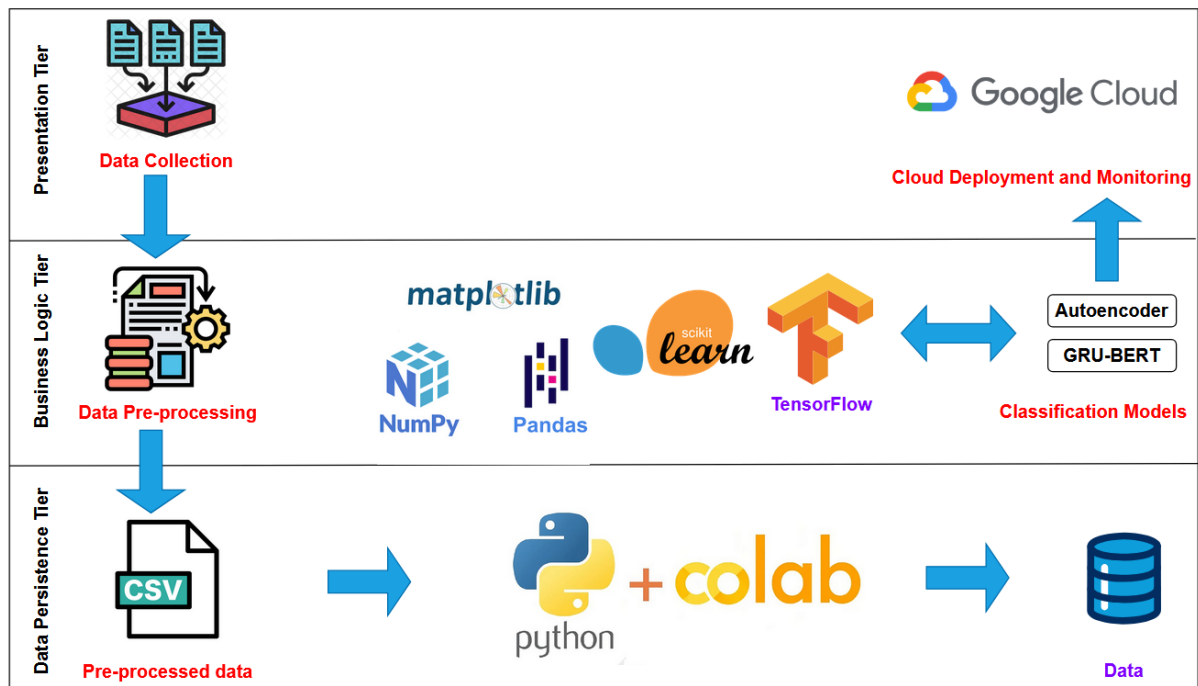 Presentation Tier
Data Collection
Google Cloud
Cloud Deployment and Monitoring
Business Logic Tier
Data Pre-processing
matplotlib
NumPy
Pandas
scikit
learn
TensorFlow
Autoencoder
GRU-BERT
Classification Models
Data Persistence Tier
CSV
Pre-processed data
python
+
colab
Data